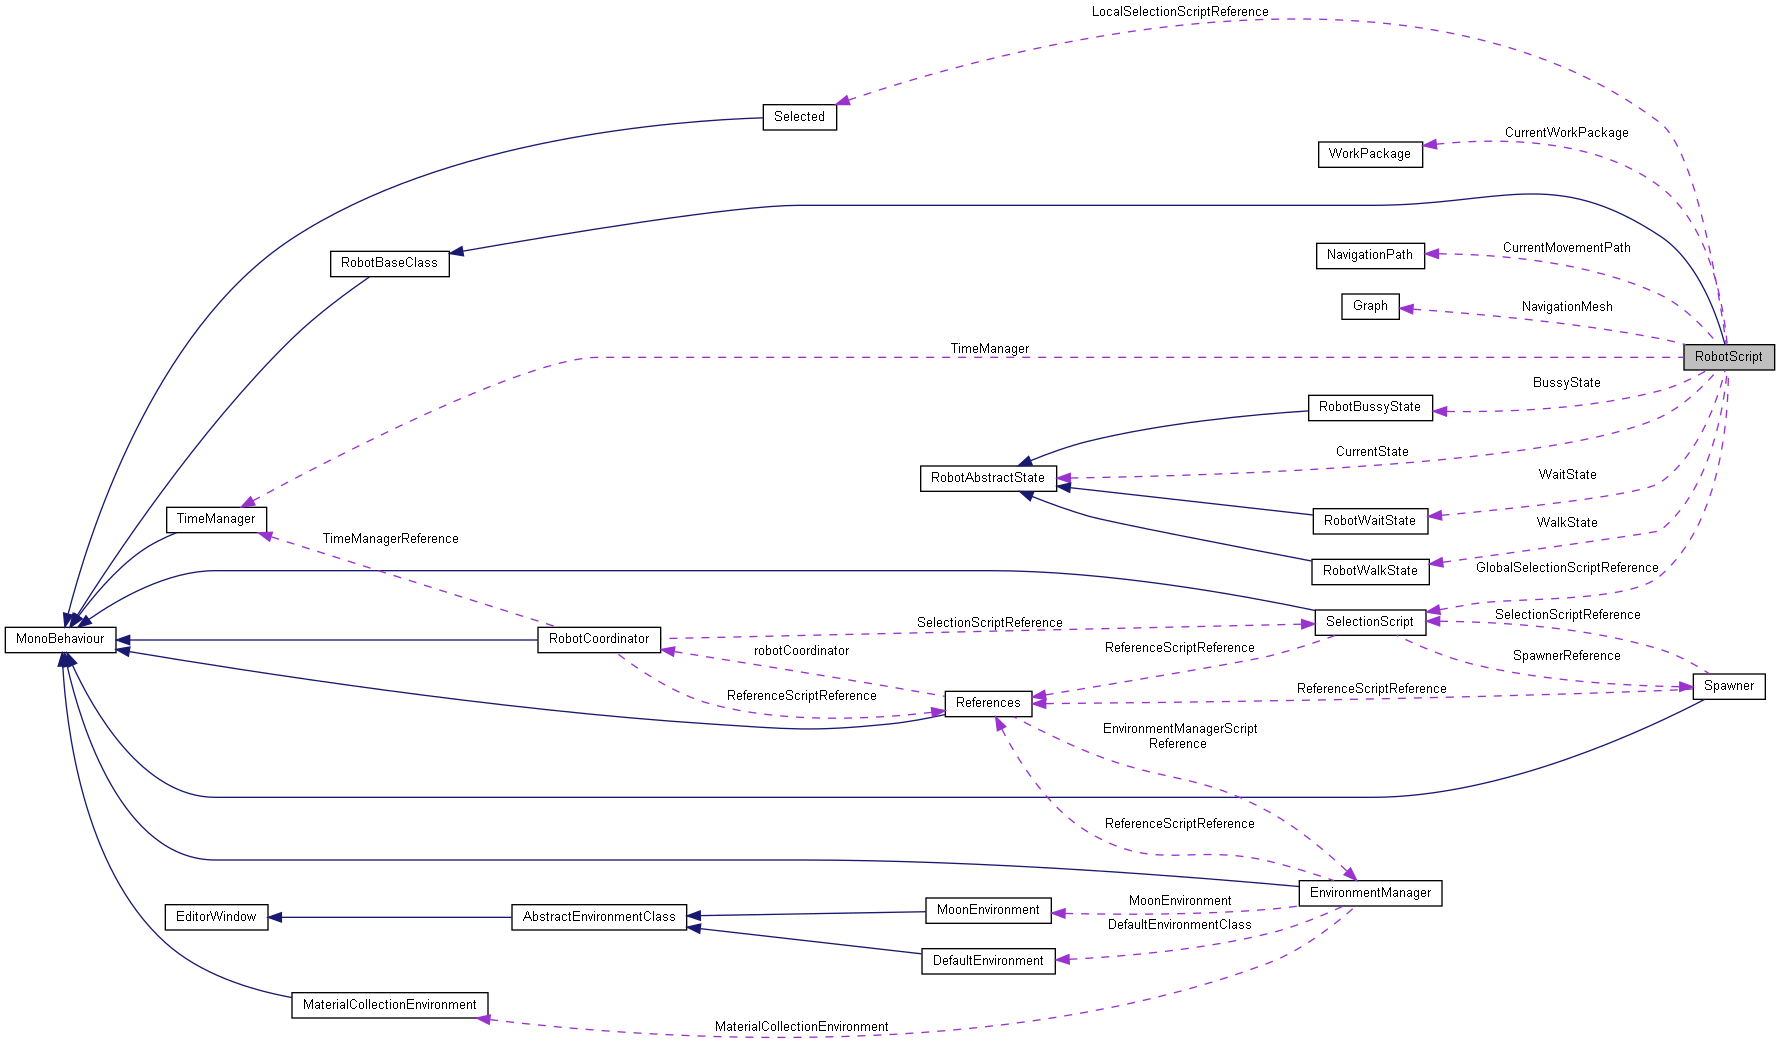 LocalSelectionScriptReference
Selected
CurrentWorkPackage
WorkPackage
RobotBaseClass
CurrentMovementPath
NavigationPath
Graph
NavigationMesh
TimeManager
RobotScript
BussyState
RobotBussyState
CurrentState
RobotAbstractState
WaitState
TimeManager
RobotWaitState
WalkState
TimeManagerReference
RobotWalkState
GlobalSelectionScriptReference
SelectionScriptReference
SelectionScript
SelectionScriptReference
MonoBehaviour
RobotCoordinator
robotCoordinator
ReferenceScriptReference
SpawnerReference
ReferenceScriptReference
References
ReferenceScriptReference
Spawner
EnvironmentManagerScript
Reference
ReferenceScriptReference
EnvironmentManager
EditorWindow
AbstractEnvironmentClass
MoonEnvironment
MoonEnvironment
DefaultEnvironmentClass
DefaultEnvironment
MaterialCollectionEnvironment
MaterialCollectionEnvironment